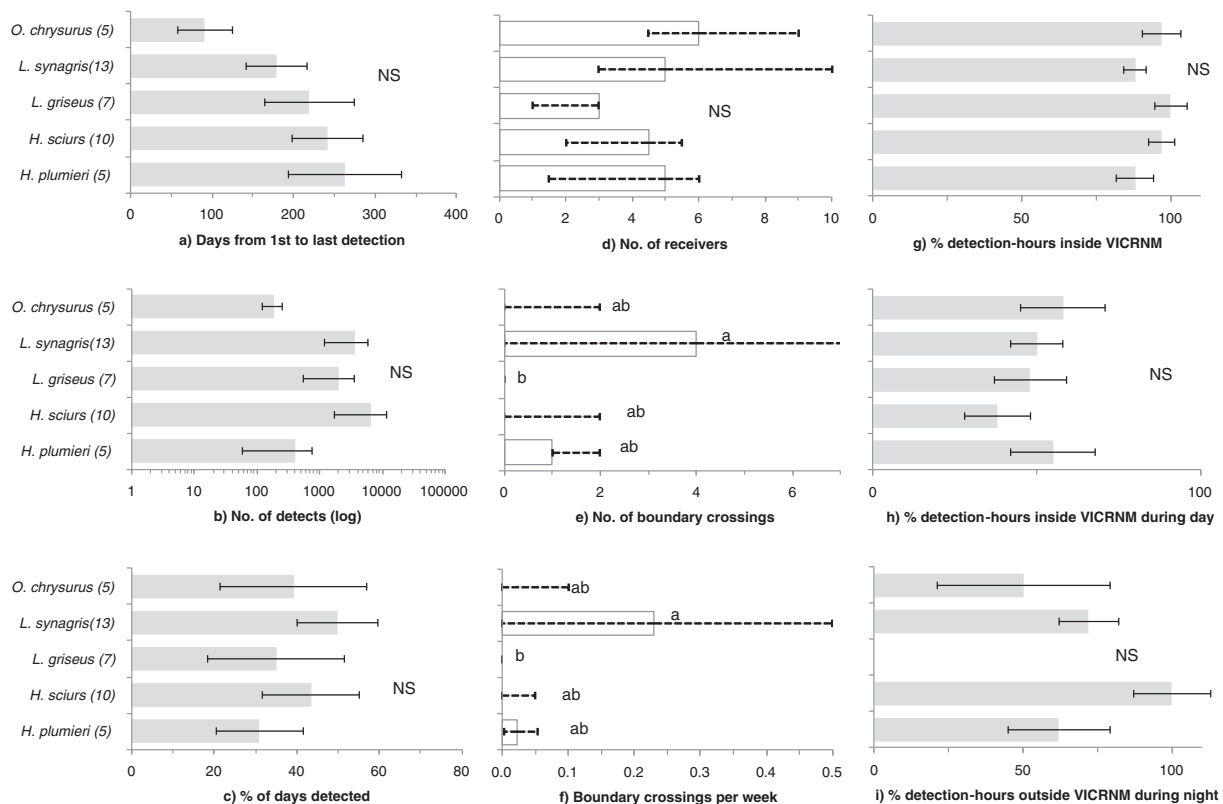 O. chrysurus (5)
L. synagris(13)
L. griseus (7)
H. sciurs (10)
H. plumieri (5)
NS
0 100 200 300 400
a) Days from 1st to last detection
NS
0 2 4 6 8 10
d) No. of receivers
NS
0 50 100
g) % detection-hours inside VICRNM
O. chrysurus (5)
L. synagris(13)
L. griseus (7)
H. sciurs (10)
H. plumieri (5)
NS
1 10 100 1000 10000 100000
b) No. of detects (log)
ab
a
b
ab
ab
0 2 4 6
e) No. of boundary crossings
NS
0 100
h) % detection-hours inside VICRNM during day
O. chrysurus (5)
L. synagris(13)
L. griseus (7)
H. sciurs (10)
H. plumieri (5)
NS
0 20 40 60 80
c) % of days detected
ab
a
b
ab
ab
0.0 0.1 0.2 0.3 0.4 0.5
f) Boundary crossings per week
NS
0 50 100
i) % detection-hours outside VICRNM during night